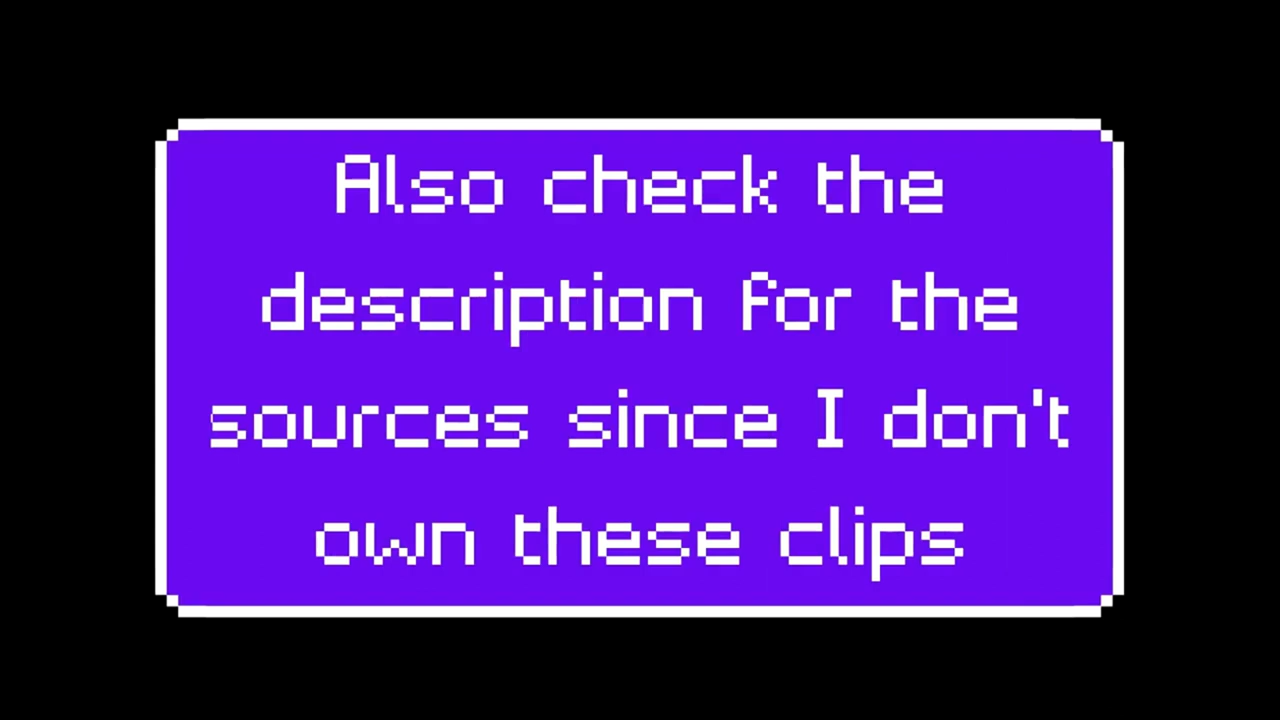 Also check the
description for the
sources since I don't
own these clips